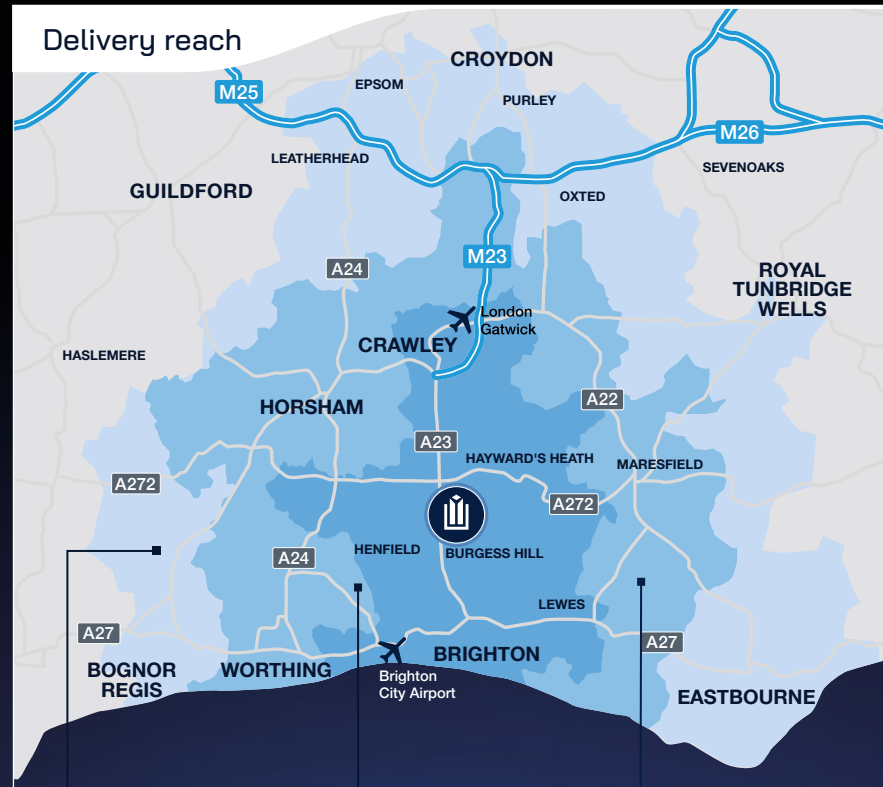 Delivery reach
CROYDON
EPSOM
M25
PURLEY
M26
LEATHERHEAD
SEVENOAKS
GUILDFORD
OXTED
M23
A24
ROYAL
TUNBRIDGE
WELLS
London
Gatwick
CRAWLEY
HASLEMERE
A22
HORSHAM
A23
HAYWARD'S HEATH
MARESFIELD
A272
A272
HENFIELD
BURGESS HILL
A24
LEWES
A27
A27
BRIGHTON
BOGNOR
REGIS
WORTHING
Brighton
City Airport
EASTBOURNE